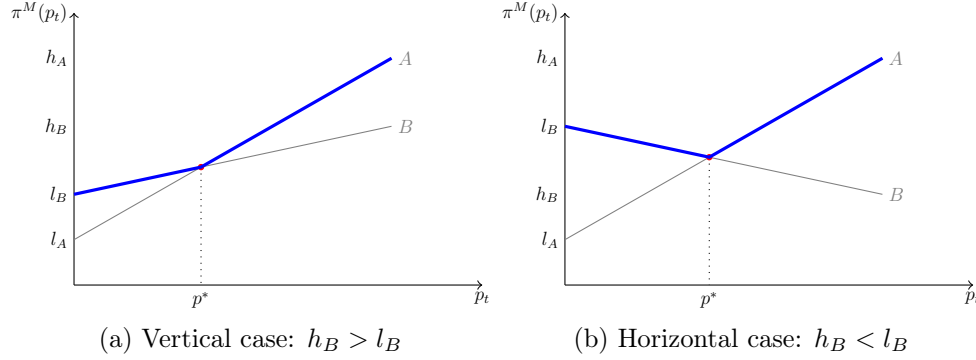 π^M(p_t)
h_A
h_B
l_B
l_A
A
B
p*
p_t
(a) Vertical case: h_B > l_B
π^M(p_t)
h_A
l_B
h_B
l_A
A
B
p*
p_t
(b) Horizontal case: h_B < l_B